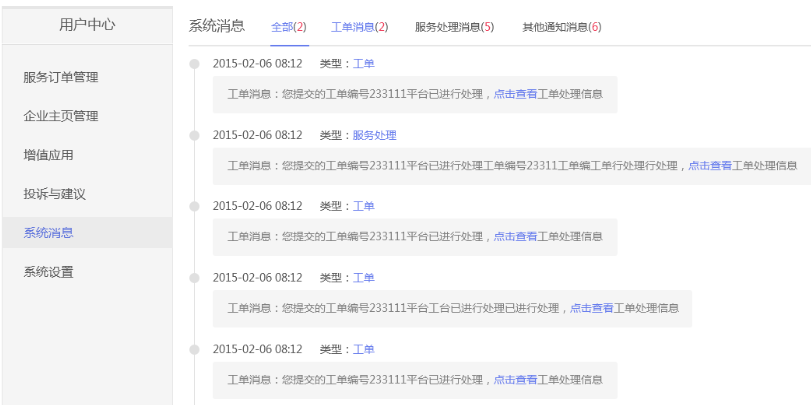 用户中心
服务订单管理
企业主页管理
增值应用
投诉与建议
系统消息
系统设置
系统消息 全部(2) 工单消息(2) 服务处理消息(5) 其他通知消息(6)
2015-02-06 08:12 类型：工单
工单消息：您提交的工单编号233111平台已进行处理，点击查看工单处理信息
2015-02-06 08:12 类型：服务处理
工单消息：您提交的工单编号233111平台已进行处理工单编号23311工单编工单行处理行处理，点击查看工单处理信息
2015-02-06 08:12 类型：工单
工单消息：您提交的工单编号233111平台已进行处理，点击查看工单处理信息
2015-02-06 08:12 类型：工单
工单消息：您提交的工单编号233111平台工台已进行处理已进行处理，点击查看工单处理信息
2015-02-06 08:12 类型：工单
工单消息：您提交的工单编号233111平台已进行处理，点击查看工单处理信息